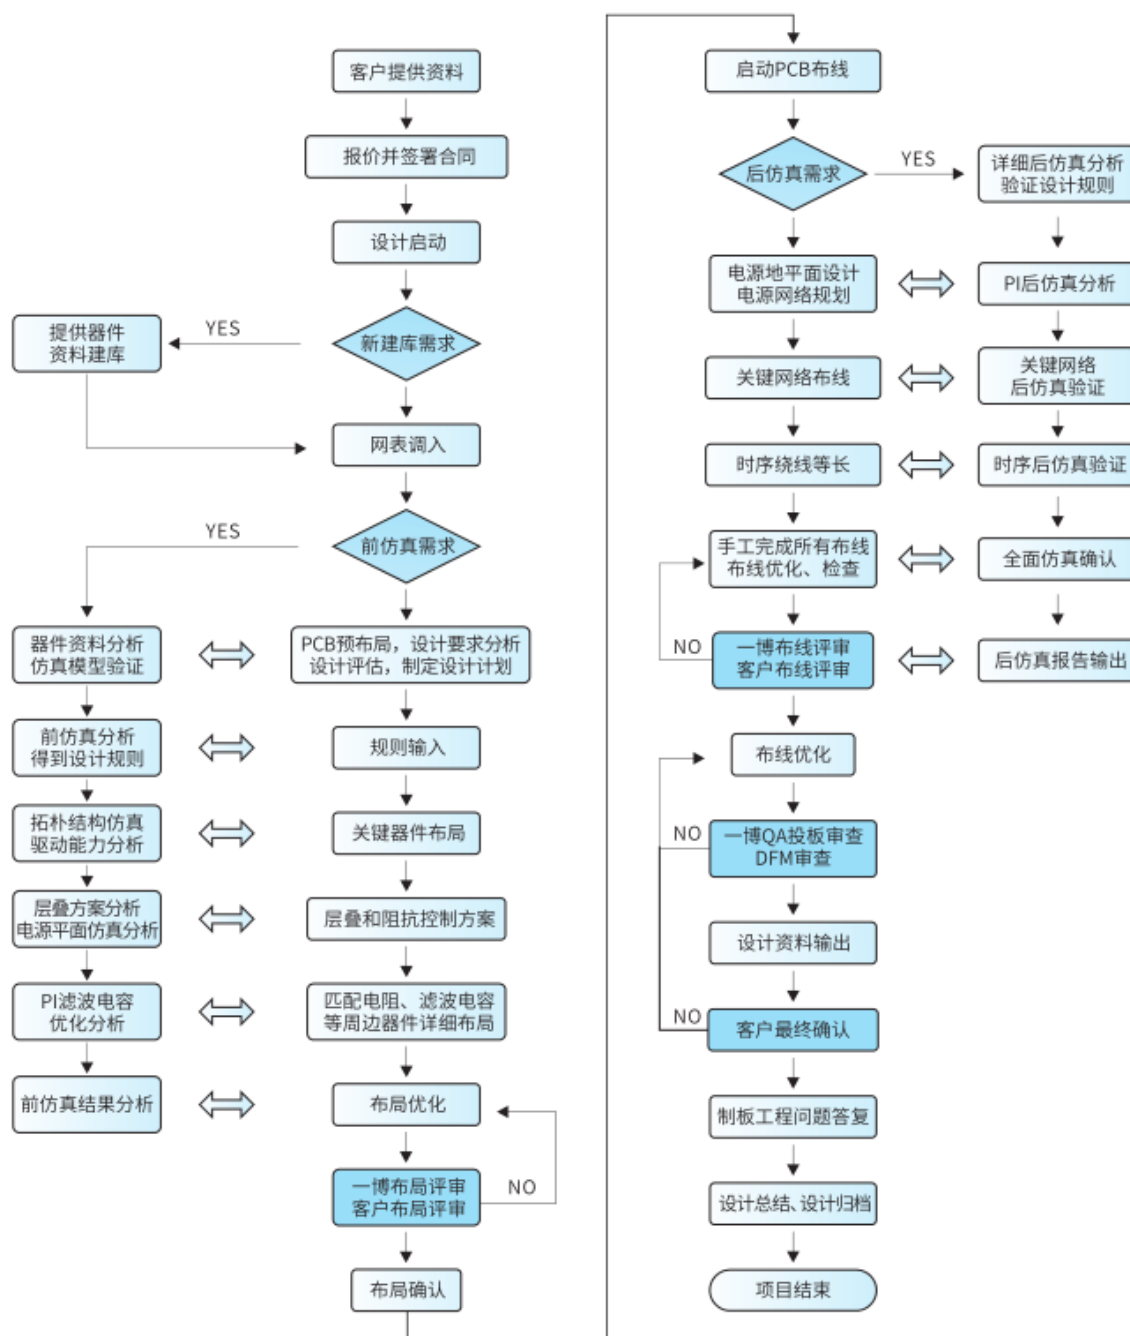 客户提供资料
报价并签署合同
设计启动
新建库需求
YES
提供器件
资料建库
网表调入
前仿真需求
YES
器件资料分析
仿真模型验证
PCB预布局，设计要求分析
设计评估，制定设计计划
前仿真分析
得到设计规则
规则输入
拓朴结构仿真
驱动能力分析
关键器件布局
层叠方案分析
电源平面仿真分析
层叠和阻抗控制方案
PI滤波电容
优化分析
匹配电阻、滤波电容
等周边器件详细布局
前仿真结果分析
布局优化
一博布局评审
客户布局评审
NO
布局确认
启动PCB布线
后仿真需求
YES
详细后仿真分析
验证设计规则
电源地平面设计
电源网络规划
PI后仿真分析
关键网络布线
关键网络
后仿真验证
时序绕线等长
时序后仿真验证
手工完成所有布线
布线优化、检查
全面仿真确认
NO
一博布线评审
客户布线评审
后仿真报告输出
布线优化
NO
一博QA投板审查
DFM审查
设计资料输出
NO
客户最终确认
制板工程问题答复
设计总结、设计归档
项目结束